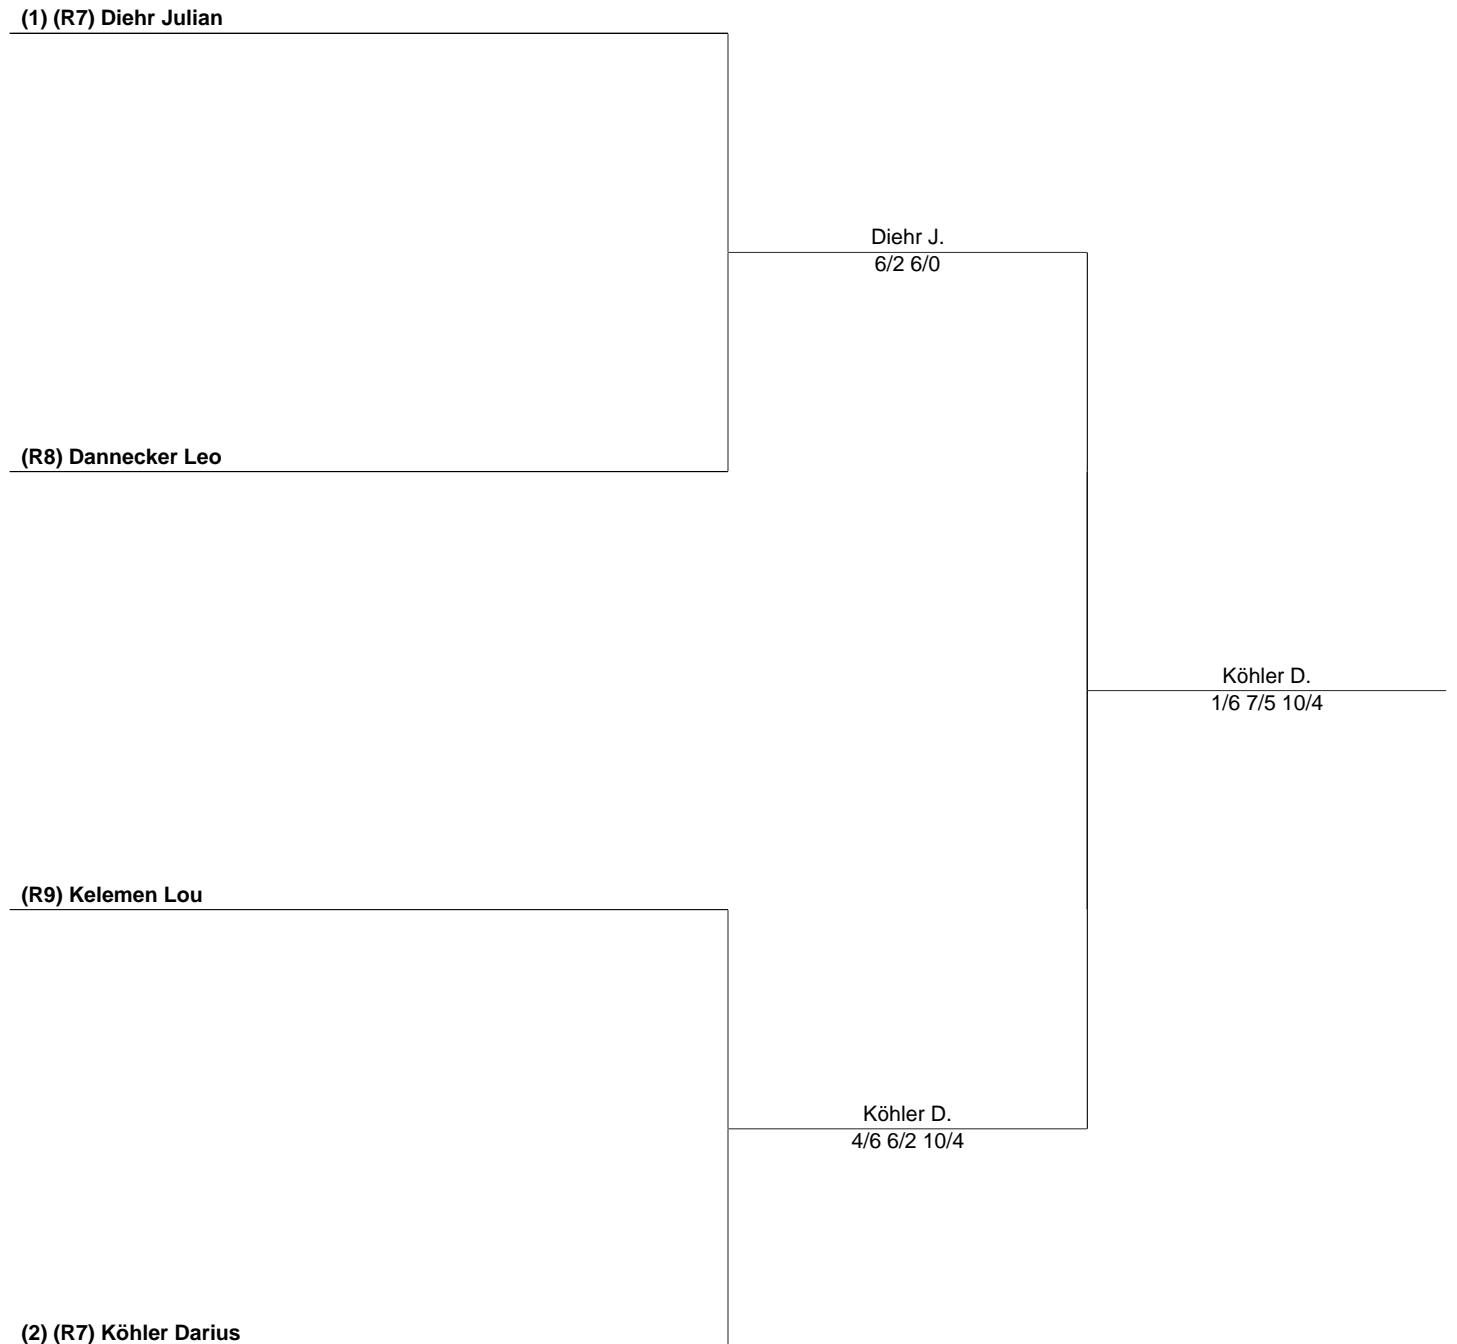 (1) (R7) Diehr Julian
Diehr J.
6/2 6/0
(R8) Dannecker Leo
Köhler D.
1/6 7/5 10/4
(R9) Kelemen Lou
Köhler D.
4/6 6/2 10/4
(2) (R7) Köhler Darius